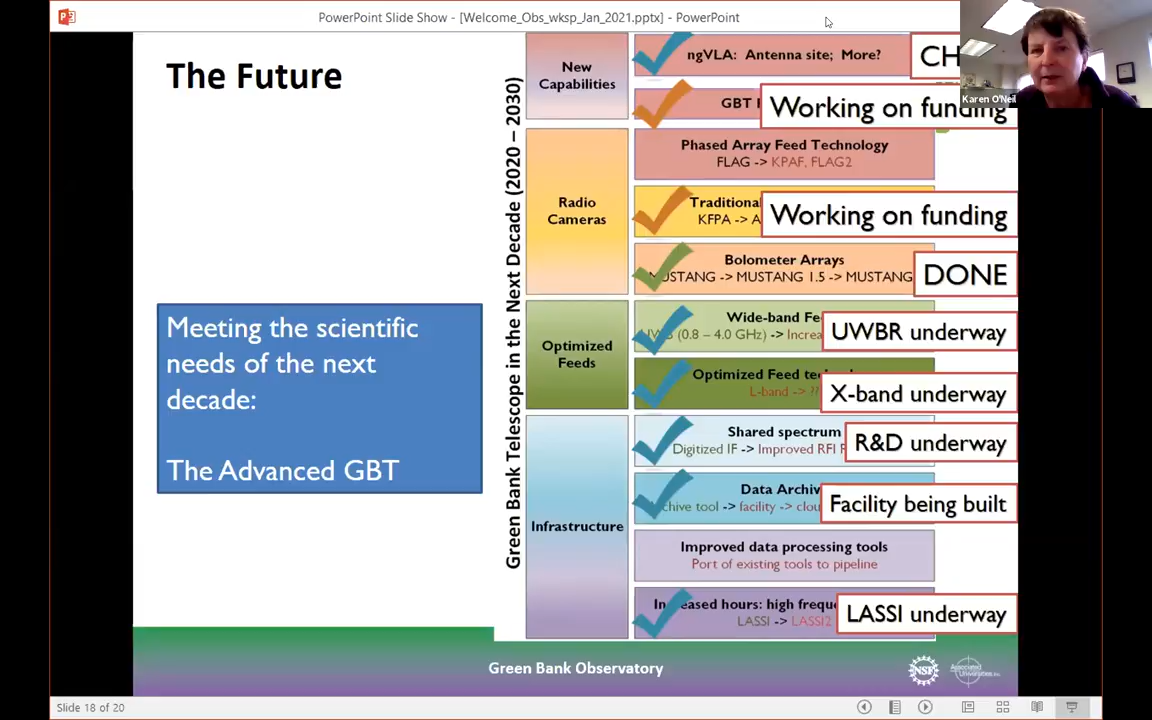 PowerPoint Slide Show - [Welcome_Obs_wksp_Jan_2021.pptx] - PowerPoint
Karen O'Neil
The Future
Meeting the scientific
needs of the next
decade:
The Advanced GBT
Green Bank Telescope in the Next Decade (2020 – 2030)
New
Capabilities
ngVLA: Antenna site; More?
CH
GBT
Working on funding
Radio
Cameras
Phased Array Feed Technology
FLAG -> KPAF, FLAG2
Traditional
KFPA -> A
Working on funding
Bolometer Arrays
MUSTANG -> MUSTANG 1.5 -> MUSTANG
DONE
Optimized
Feeds
Wide-band Fe
(0.8 – 4.0 GHz) -> Increa
UWBR underway
Optimized Feed te
L-band -> ??
X-band underway
Infrastructure
Shared spectrum
Digitized IF -> Improved RFI
R&D underway
Data Archiv
tool -> facility -> clou
Facility being built
Improved data processing tools
Port of existing tools to pipeline
Increased hours: high freque
LASSI -> LASSI2
LASSI underway
Green Bank Observatory
NSF
Associated
Universities, Inc.
Slide 18 of 20